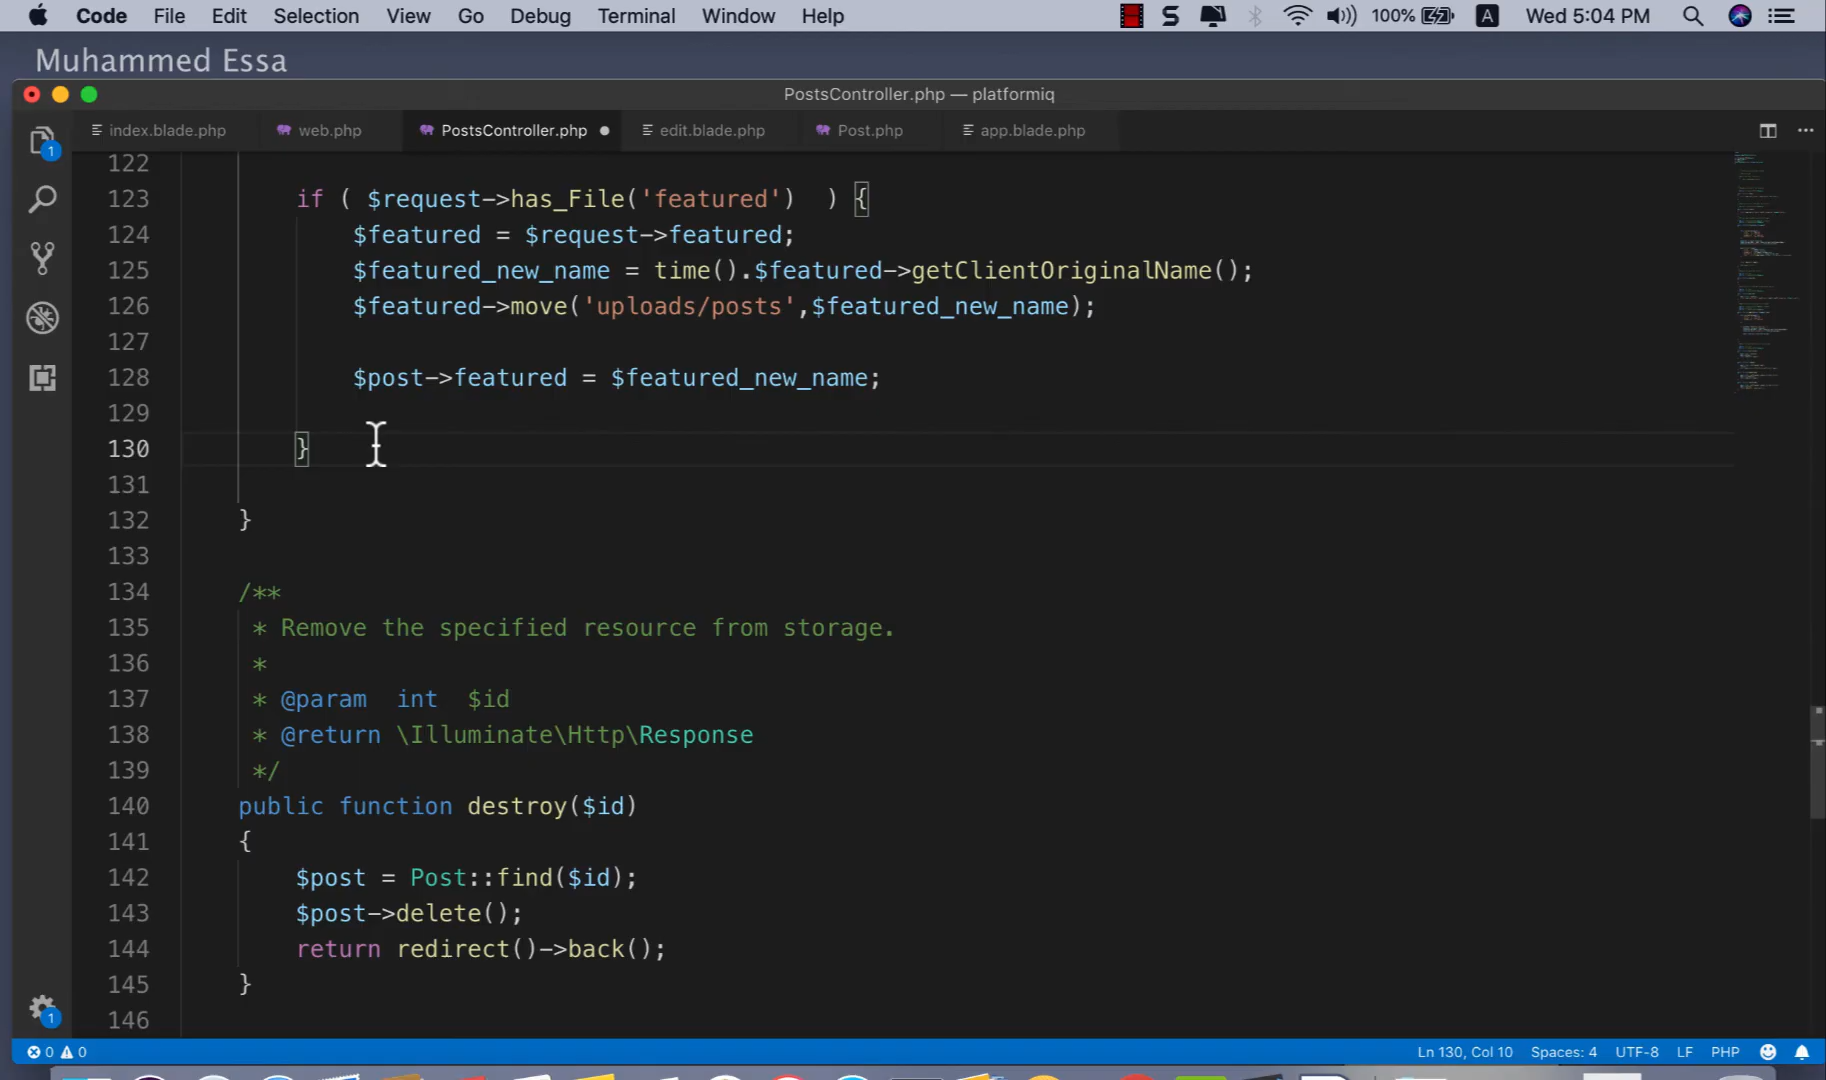 Code File Edit Selection View Go Debug Terminal Window Help 100% A Wed 5:04 PM
Muhammed Essa
PostsController.php — platformiq
index.blade.php web.php PostsController.php edit.blade.php Post.php app.blade.php
122
123 if ( $request->has_File('featured')  ) {
124 $featured = $request->featured;
125 $featured_new_name = time().$featured->getClientOriginalName();
126 $featured->move('uploads/posts',$featured_new_name);
127
128 $post->featured = $featured_new_name;
129
130 }
131
132 }
133
134 /**
135 * Remove the specified resource from storage.
136 *
137 * @param  int  $id
138 * @return \Illuminate\Http\Response
139 */
140 public function destroy($id)
141 {
142 $post = Post::find($id);
143 $post->delete();
144 return redirect()->back();
145 }
146
1
1
0 0 Ln 130, Col 10 Spaces: 4 UTF-8 LF PHP